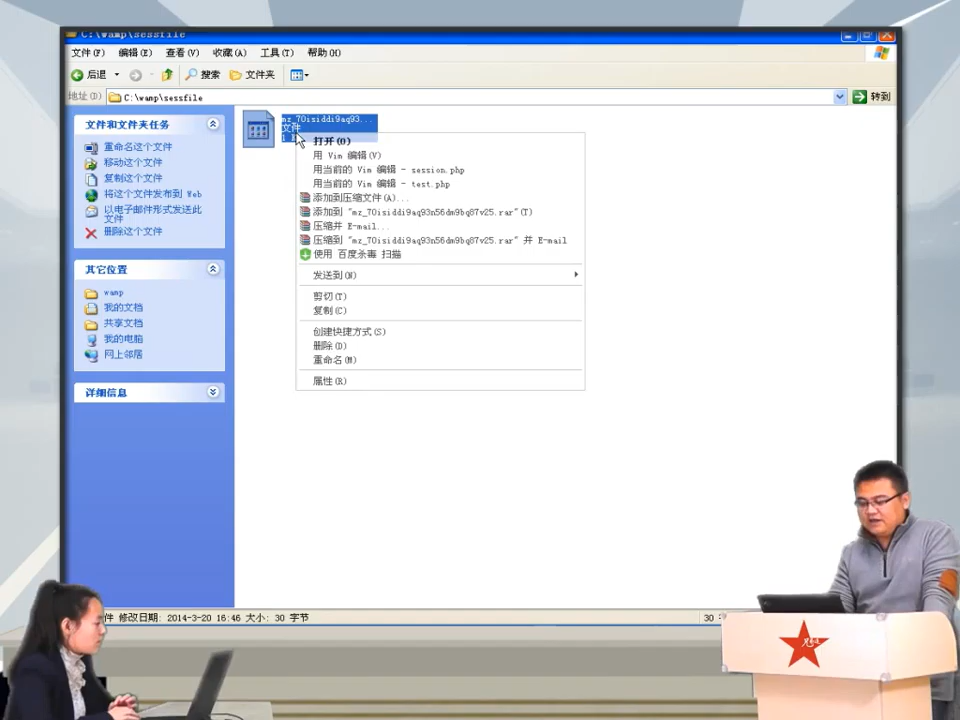 C:\wamp\sessfile
文件(F) 编辑(E) 查看(V) 收藏(A) 工具(T) 帮助(H)
后退 搜索 文件夹
地址(D) C:\wamp\sessfile 转到
文件和文件夹任务
重命名这个文件
移动这个文件
复制这个文件
将这个文件发布到 Web
以电子邮件形式发送此
文件
删除这个文件
其它位置
wamp
我的文档
共享文档
我的电脑
网上邻居
详细信息
mz_70isiddi9aq93...
文件
打开(O)
用 Vim 编辑(V)
用当前的 Vim 编辑 - session.php
用当前的 Vim 编辑 - test.php
添加到压缩文件(A)...
添加到 "mz_70isiddi9aq93n56dm9bq87v25.rar"(T)
压缩并 E-mail...
压缩到 "mz_70isiddi9aq93n56dm9bq87v25.rar" 并 E-mail
使用 百度杀毒 扫描
发送到(N)
剪切(T)
复制(C)
创建快捷方式(S)
删除(D)
重命名(M)
属性(R)
件 修改日期: 2014-3-20 16:46 大小: 30 字节
30